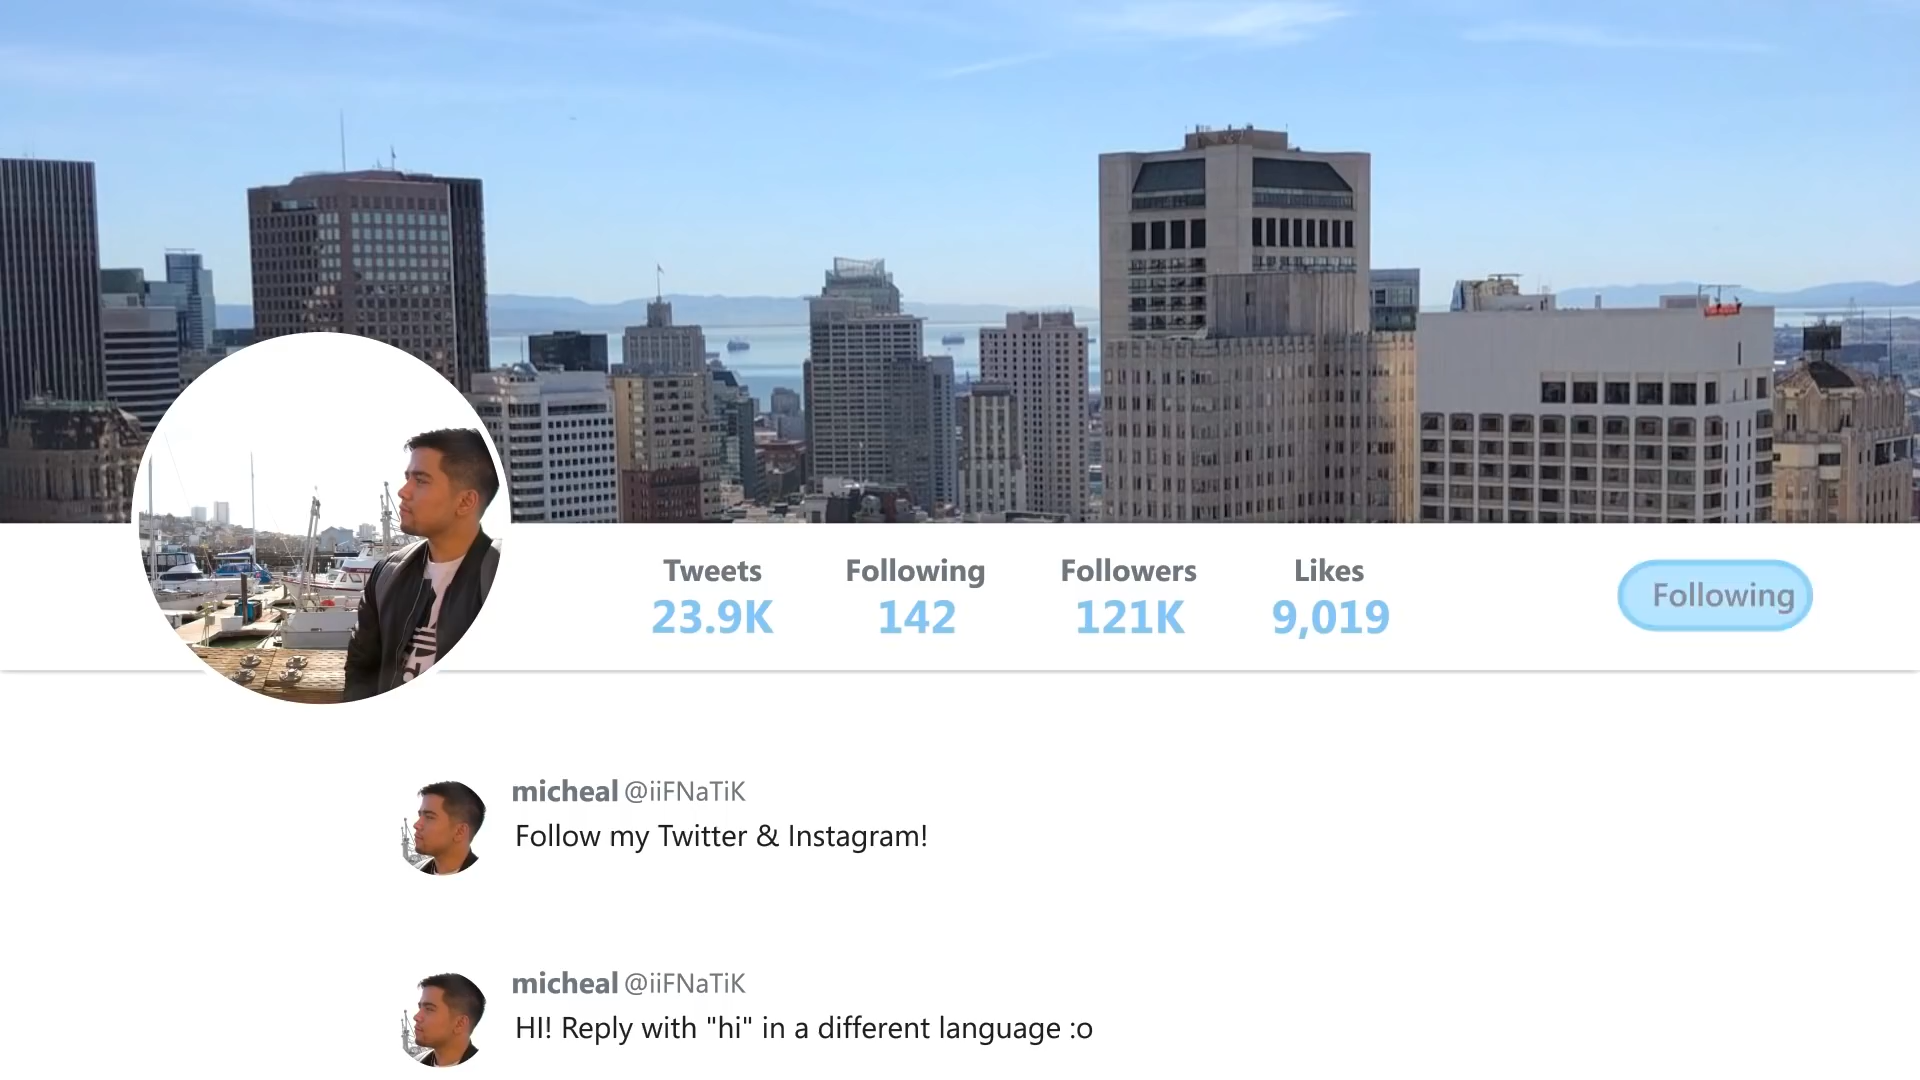 Tweets Following Followers Likes
23.9K 142 121K 9,019
Following
micheal @iiFNaTiK
Follow my Twitter & Instagram!
micheal @iiFNaTiK
HI! Reply with "hi" in a different language :o